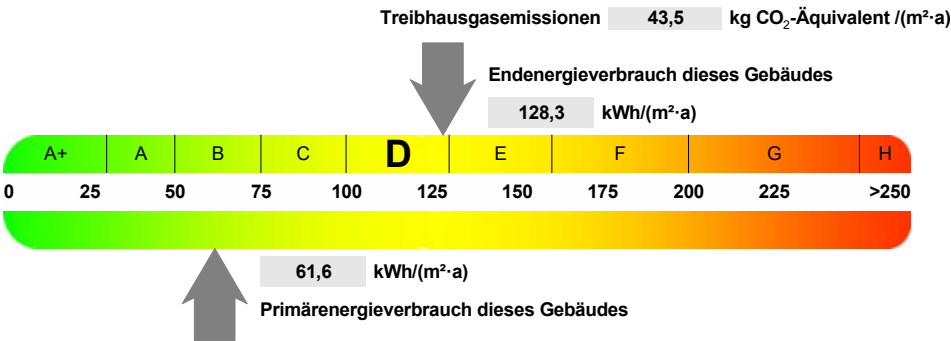 Treibhausgasemissionen 43,5 kg CO₂-Äquivalent /(m²·a)
Endenergieverbrauch dieses Gebäudes
128,3 kWh/(m²·a)
A+ A B C D E F G H
0 25 50 75 100 125 150 175 200 225 >250
61,6 kWh/(m²·a)
Primärenergieverbrauch dieses Gebäudes